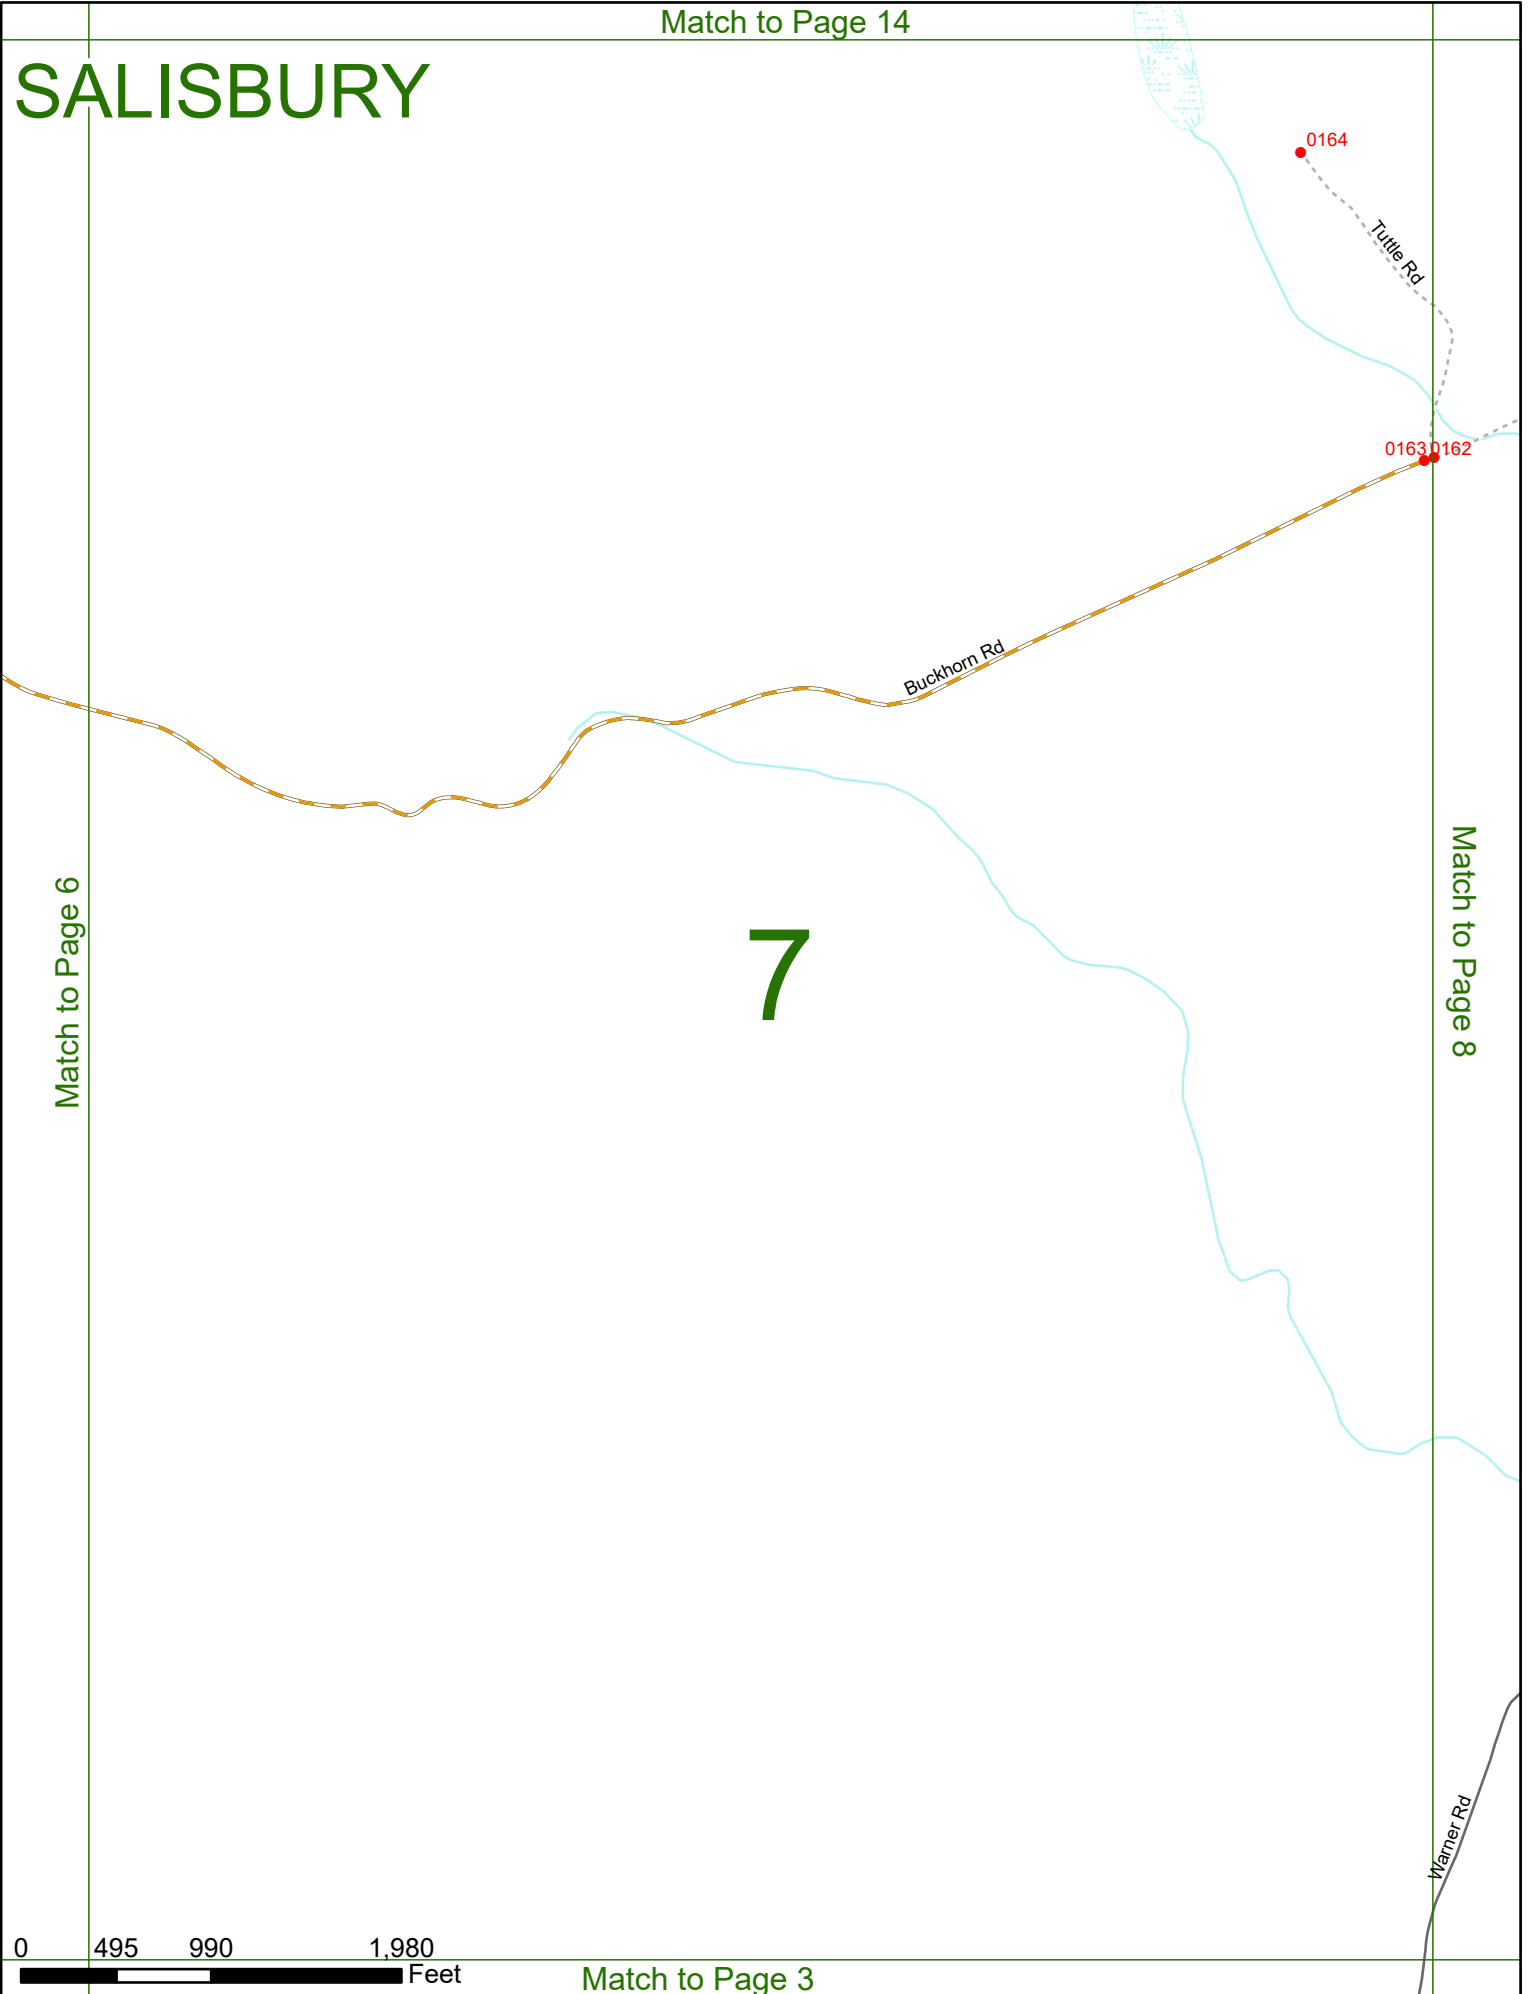 Match to Page 14
SALISBURY
0164
Tuttle Rd
0163
0162
Buckhorn Rd
Match to Page 6
7
Match to Page 8
Warner Rd
0 495 990 1,980
Feet
Match to Page 3